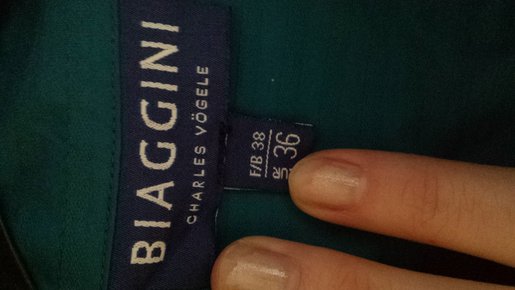 BIAGGINI
CHARLES VÖGELE
F/B 38
36